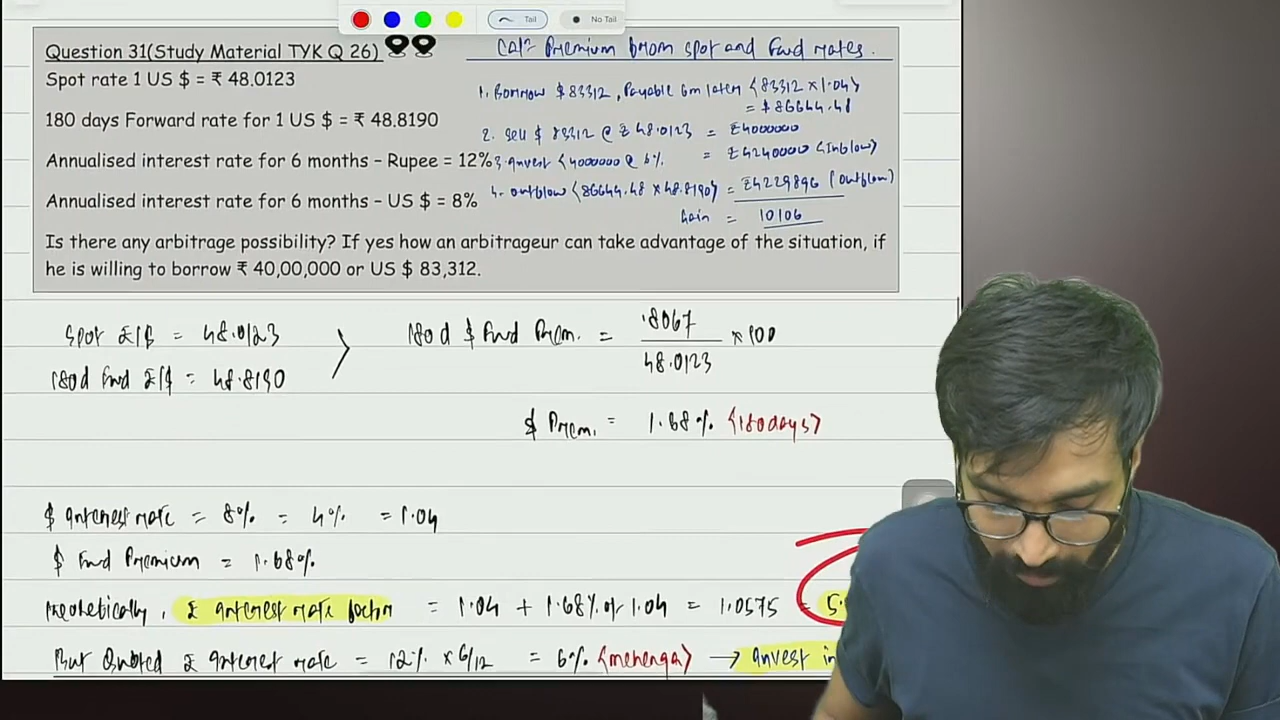 Tail
No Tail
Question 31(Study Material TYK Q 26)
Spot rate 1 US $ = ₹ 48.0123
180 days Forward rate for 1 US $ = ₹ 48.8190
Annualised interest rate for 6 months – Rupee = 12%
Annualised interest rate for 6 months – US $ = 8%
Is there any arbitrage possibility? If yes how an arbitrageur can take advantage of the situation, if
he is willing to borrow ₹ 40,00,000 or US $ 83,312.
Cal= Premium from spot and Fwd rates.
1. Borrow $ 83312, Payable 6m later <83312 x 1.04>
= $ 86644.48
2. Sell $ 83312 @ ₹ 48.0123 = ₹4000000
3. Invest <4000000 @ 6% = ₹4240000 <Inflow>
4. Outflow <86644.48 x 48.8190> = ₹4229896 (Outflow)
Gain = 10106
Spot ₹/$ = 48.0123
180d Fwd ₹/$ = 48.8190
180d $ Fwd Prem. = .8067 / 48.0123 x 100
$ Prem. = 1.68% <180days>
$ Interest rate = 8% = 4% = 1.04
$ Fwd Premium = 1.68%.
Theoretically, ₹ interest rate factor = 1.04 + 1.68% of 1.04 = 1.0575 = 5.
But Quoted ₹ interest rate = 12% x 6/12 = 6% <mehenga> → Invest in